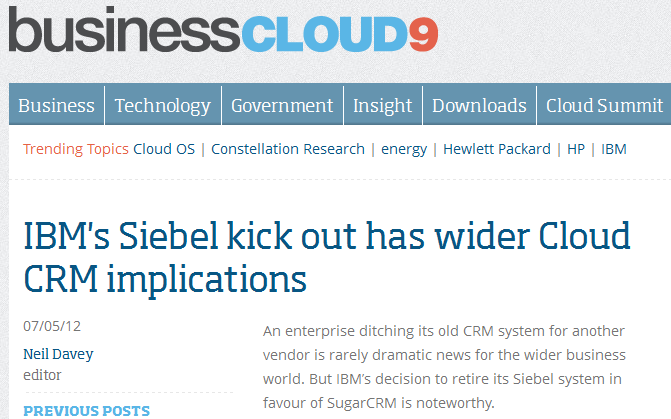 businessCLOUD9
Business Technology Government Insight Downloads Cloud Summit
Trending Topics Cloud OS | Constellation Research | energy | Hewlett Packard | HP | IBM
IBM's Siebel kick out has wider Cloud
CRM implications
07/05/12
Neil Davey
editor
PREVIOUS POSTS
An enterprise ditching its old CRM system for another
vendor is rarely dramatic news for the wider business
world. But IBM's decision to retire its Siebel system in
favour of SugarCRM is noteworthy.